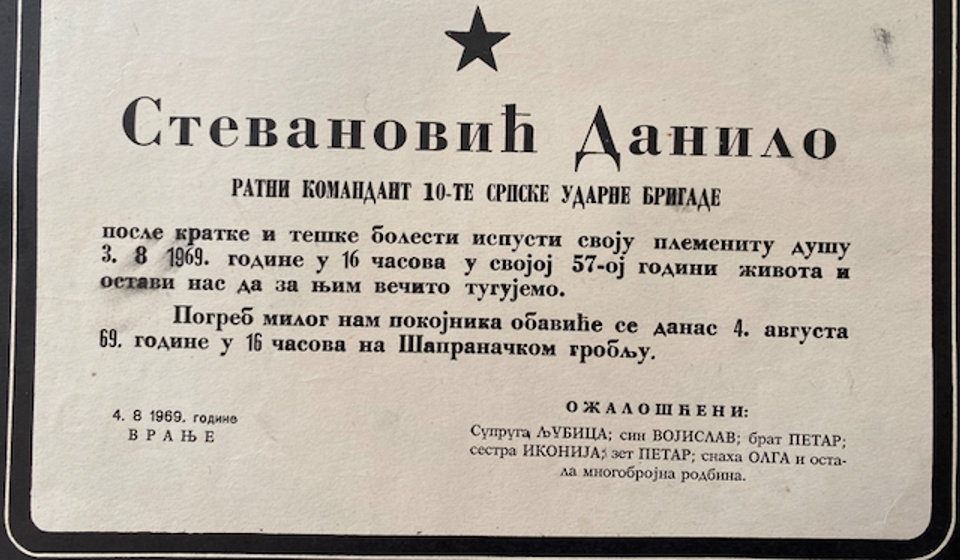 Стевановић Данило
РАТНИ КОМАНДАНТ 10-ТЕ СРПСКЕ УДАРНЕ БРИГАДЕ
после кратке и тешке болести испусти своју племениту душу
3. 8 1969. године у 16 часова у својој 57-ој години живота и
остави нас да за њим вечито тугујемо.
Погреб милог нам покојника обавиће се данас 4. августа
69. године у 16 часова на Шапраначком гробљу.
4. 8 1969. године
ВРАЊЕ
ОЖАЛОШЋЕНИ:
Супруга ЉУБИЦА; син ВОЈИСЛАВ; брат ПЕТАР;
сестра ИКОНИЈА; зет ПЕТАР; снаха ОЛГА и оста-
ла многобројна родбина.